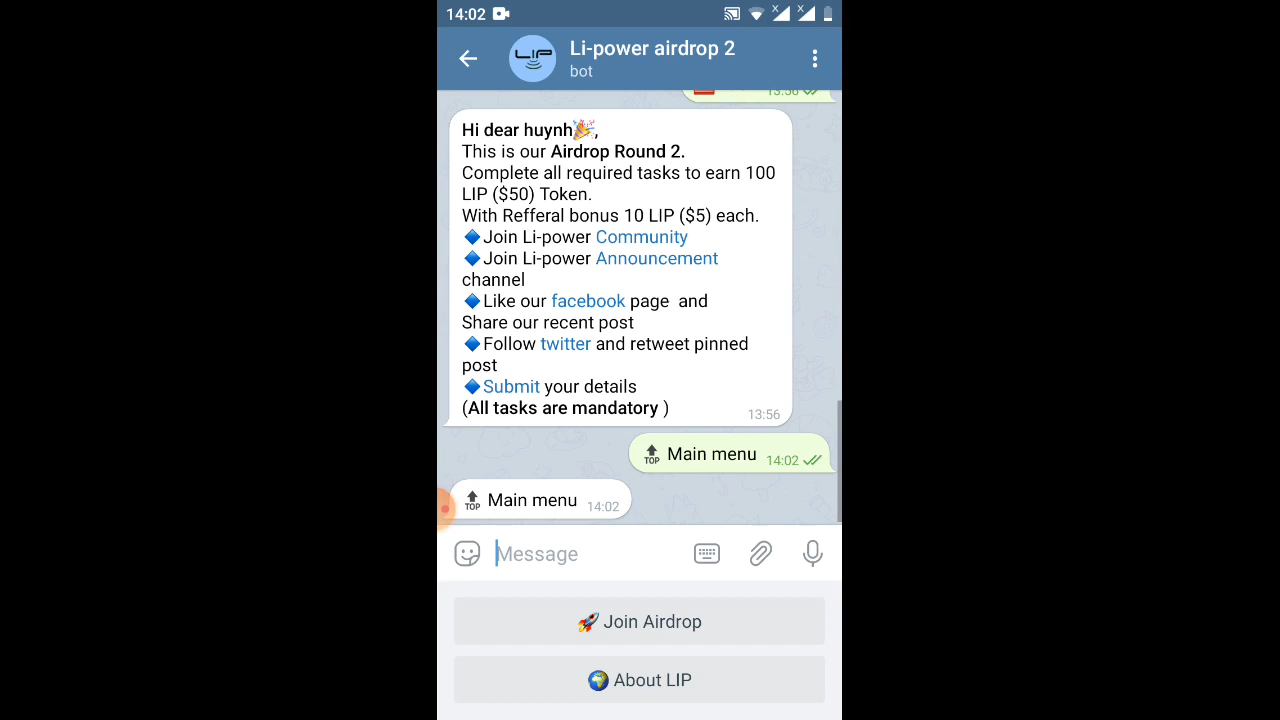 14:02
Li-power airdrop 2
LIP
bot
13:56
Hi dear huynh🎉,
This is our Airdrop Round 2.
Complete all required tasks to earn 100
LIP ($50) Token.
With Refferal bonus 10 LIP ($5) each.
🔷Join Li-power Community
🔷Join Li-power Announcement
channel
🔷Like our facebook page and
Share our recent post
🔷Follow twitter and retweet pinned
post
🔷Submit your details
(All tasks are mandatory )
13:56
🔝 Main menu 14:02
🔝 Main menu 14:02
Message
🚀 Join Airdrop
🌍 About LIP